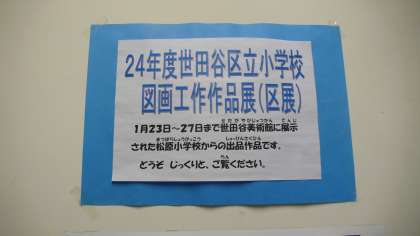 24年度世田谷区立小学校
図画工作作品展(区展)
1月23日～27日まで世田谷美術館に展示
された松原小学校からの出品作品です。
どうぞ じっくりと、ご覧ください。